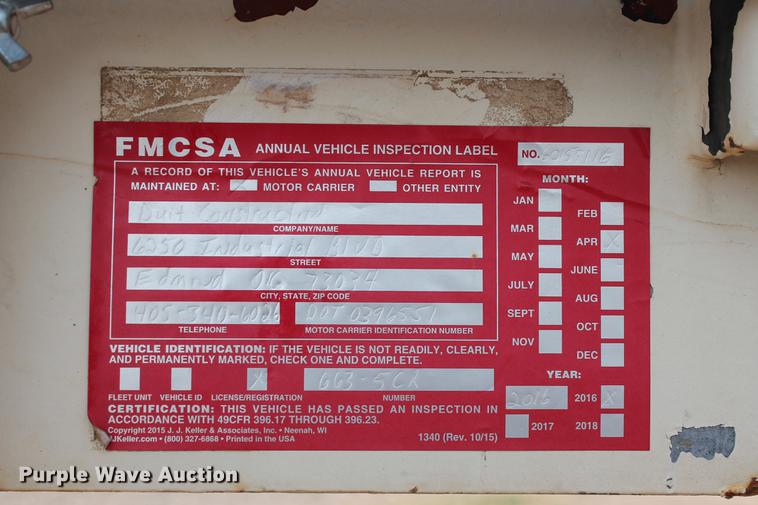 FMCSA ANNUAL VEHICLE INSPECTION LABEL
NO.
A RECORD OF THIS VEHICLE'S ANNUAL VEHICLE REPORT IS
MAINTAINED AT: MOTOR CARRIER OTHER ENTITY
Duit Construction
COMPANY/NAME
6250 Industrial Blvd
STREET
Edmond OK 73034
CITY, STATE, ZIP CODE
405-340-6026 DOT 0396551
TELEPHONE MOTOR CARRIER IDENTIFICATION NUMBER
VEHICLE IDENTIFICATION: IF THE VEHICLE IS NOT READILY, CLEARLY,
AND PERMANENTLY MARKED, CHECK ONE AND COMPLETE.
X 663-5CX
FLEET UNIT VEHICLE ID LICENSE/REGISTRATION NUMBER
CERTIFICATION: THIS VEHICLE HAS PASSED AN INSPECTION IN
ACCORDANCE WITH 49CFR 396.17 THROUGH 396.23.
Copyright 2015 J. J. Keller & Associates, Inc. • Neenah, WI
JJKeller.com • (800) 327-6868 • Printed in the USA
1340 (Rev. 10/15)
MONTH:
JAN
FEB
MAR
APR X
MAY
JUNE
JULY
AUG
SEPT
OCT
NOV
DEC
YEAR:
2016 2016 X
2017 2018
Purple Wave Auction